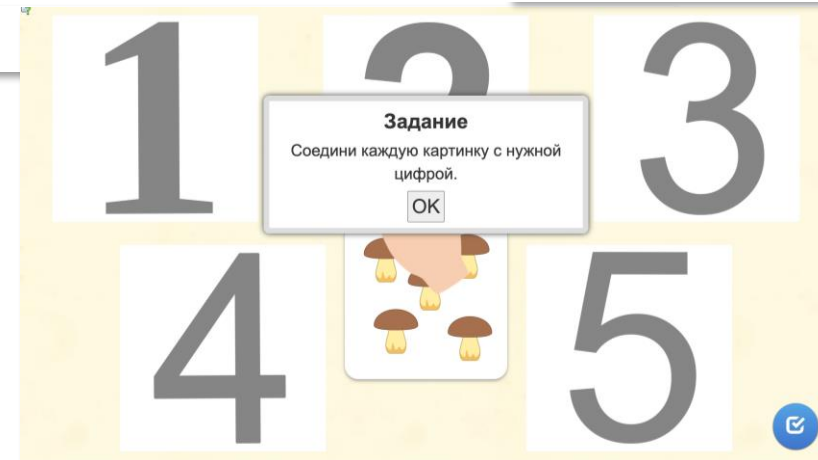 1 2 3
Задание
Соедини каждую картинку с нужной
цифрой.
OK
4 5